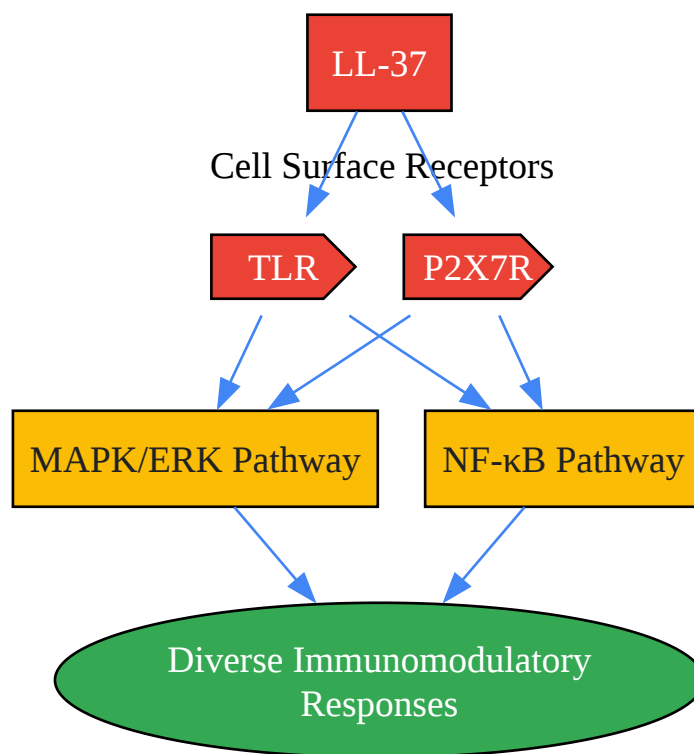 LL-37
Cell Surface Receptors
TLR
P2X7R
MAPK/ERK Pathway
NF-κB Pathway
Diverse Immunomodulatory
Responses